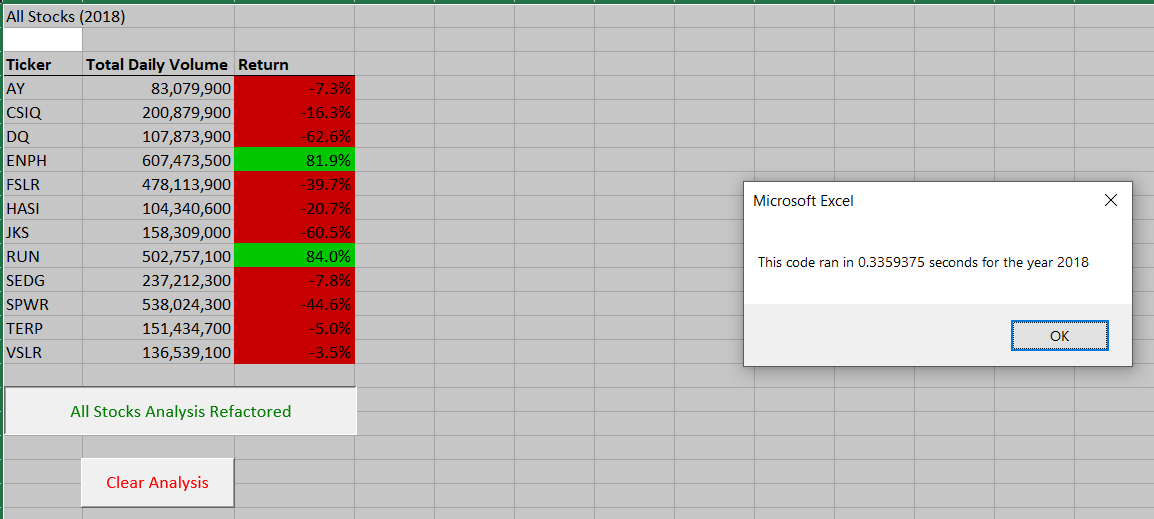 All Stocks (2018)
Ticker Total Daily Volume Return
AY 83,079,900 -7.3%
CSIQ 200,879,900 -16.3%
DQ 107,873,900 -62.6%
ENPH 607,473,500 81.9%
FSLR 478,113,900 -39.7%
HASI 104,340,600 -20.7%
JKS 158,309,000 -60.5%
RUN 502,757,100 84.0%
SEDG 237,212,300 -7.8%
SPWR 538,024,300 -44.6%
TERP 151,434,700 -5.0%
VSLR 136,539,100 -3.5%
All Stocks Analysis Refactored
Clear Analysis
Microsoft Excel
This code ran in 0.3359375 seconds for the year 2018
OK